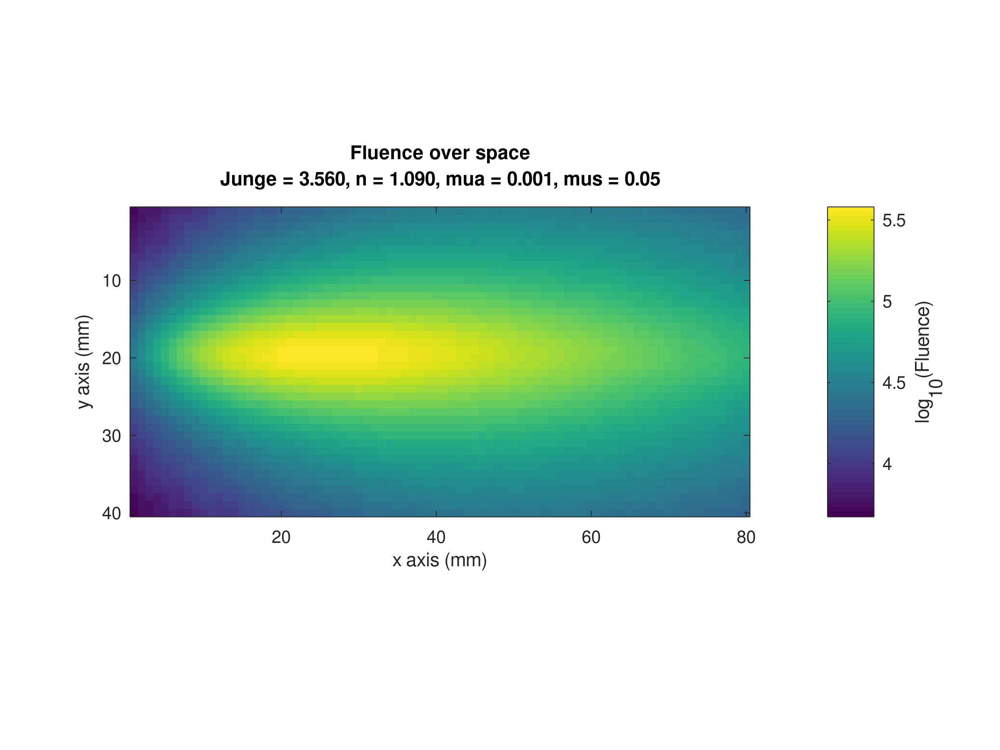 Fluence over space
Junge = 3.560, n = 1.090, mua = 0.001, mus = 0.05
10
20
30
40
y axis (mm)
20
40
60
80
x axis (mm)
5.5
5
4.5
4
log10(Fluence)